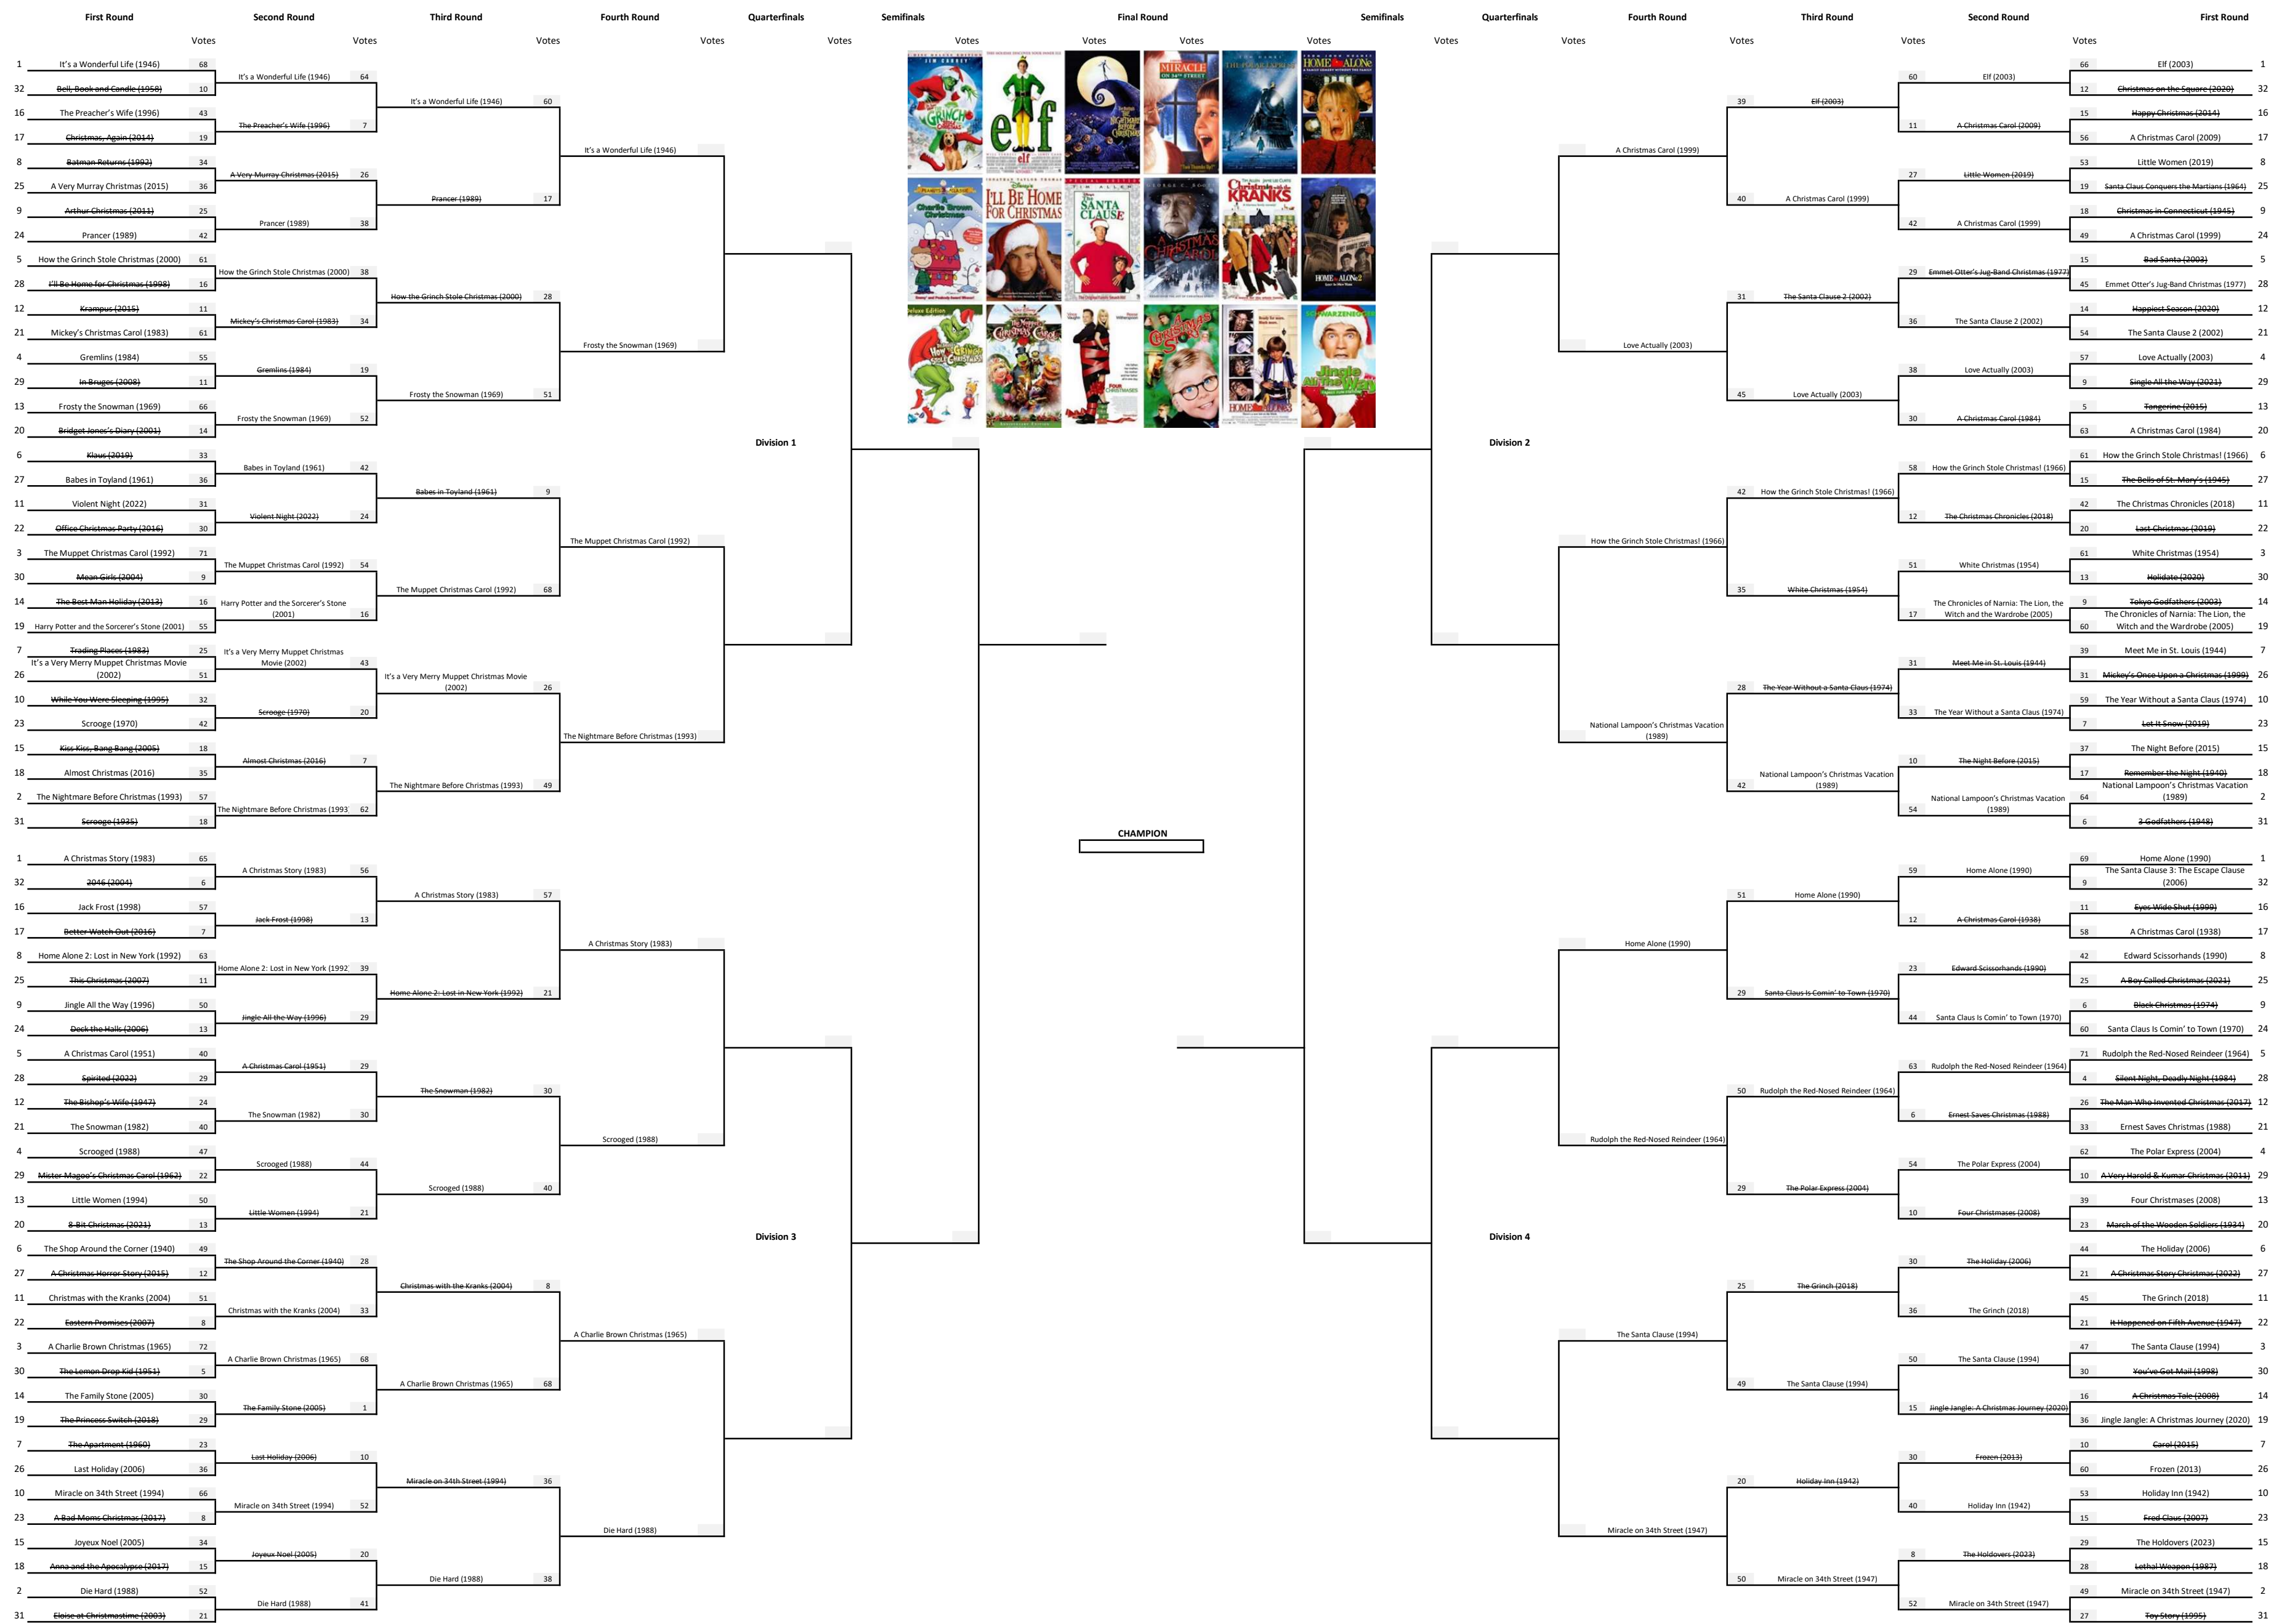 First Round Second Round Third Round Fourth Round Quarterfinals Semifinals Final Round Semifinals Quarterfinals Fourth Round Third Round Second Round First Round
Votes Votes Votes Votes Votes Votes Votes Votes Votes Votes Votes Votes Votes Votes
1 It's a Wonderful Life (1946) 68
32 Bell, Book and Candle (1958) 10
16 The Preacher's Wife (1996) 43
17 Christmas, Again (2014) 19
8 Batman Returns (1992) 34
25 A Very Murray Christmas (2015) 36
9 Arthur Christmas (2011) 25
24 Prancer (1989) 42
5 How the Grinch Stole Christmas (2000) 61
28 I'll Be Home for Christmas (1998) 16
12 Krampus (2015) 11
21 Mickey's Christmas Carol (1983) 61
4 Gremlins (1984) 55
29 In Bruges (2008) 11
13 Frosty the Snowman (1969) 66
20 Bridget Jones's Diary (2001) 14
6 Klaus (2019) 33
27 Babes in Toyland (1961) 36
11 Violent Night (2022) 31
22 Office Christmas Party (2016) 30
3 The Muppet Christmas Carol (1992) 71
30 Mean Girls (2004) 9
14 The Best Man Holiday (2013) 16
19 Harry Potter and the Sorcerer's Stone (2001) 55
7 Trading Places (1983) 25
It's a Very Merry Muppet Christmas Movie
26 (2002) 51
10 While You Were Sleeping (1995) 32
23 Scrooge (1970) 42
15 Kiss Kiss, Bang Bang (2005) 18
18 Almost Christmas (2016) 35
2 The Nightmare Before Christmas (1993) 57
31 Scrooge (1935) 18
It's a Wonderful Life (1946) 64
The Preacher's Wife (1996) 7
A Very Murray Christmas (2015) 26
Prancer (1989) 38
How the Grinch Stole Christmas (2000) 38
Mickey's Christmas Carol (1983) 34
Gremlins (1984) 19
Frosty the Snowman (1969) 52
Babes in Toyland (1961) 42
Violent Night (2022) 24
The Muppet Christmas Carol (1992) 54
Harry Potter and the Sorcerer's Stone
(2001) 16
It's a Very Merry Muppet Christmas
Movie (2002) 43
Scrooge (1970) 20
Almost Christmas (2016) 7
The Nightmare Before Christmas (1993) 62
It's a Wonderful Life (1946) 60
Prancer (1989) 17
How the Grinch Stole Christmas (2000) 28
Frosty the Snowman (1969) 51
Babes in Toyland (1961) 9
The Muppet Christmas Carol (1992) 68
It's a Very Merry Muppet Christmas Movie
(2002) 26
The Nightmare Before Christmas (1993) 49
It's a Wonderful Life (1946)
Frosty the Snowman (1969)
The Muppet Christmas Carol (1992)
The Nightmare Before Christmas (1993)
Division 1
JIM CARREY
GRINCH
elf
MIRACLE
ON 34TH STREET
THE POLAR EXPRESS
HOME ALONe
A Charlie Brown Christmas
I'LL BE HOME
FOR CHRISTMAS
TIM ALLEN
THE SANTA CLAUSE
A CHRISTMAS CAROL
Christmas with the KRANKS
HOME ALONE 2
HOW THE GRINCH STOLE CHRISTMAS
FOUR CHRISTMASES
A CHRISTMAS STORY
HOME ALONE 3
SCHWARZENEGGER
Jingle All the Way
CHAMPION
Division 2
A Christmas Carol (1999)
Love Actually (2003)
How the Grinch Stole Christmas! (1966)
National Lampoon's Christmas Vacation
(1989)
39 Elf (2003)
40 A Christmas Carol (1999)
31 The Santa Clause 2 (2002)
45 Love Actually (2003)
42 How the Grinch Stole Christmas! (1966)
35 White Christmas (1954)
28 The Year Without a Santa Claus (1974)
National Lampoon's Christmas Vacation
42 (1989)
60 Elf (2003)
11 A Christmas Carol (2009)
27 Little Women (2019)
42 A Christmas Carol (1999)
29 Emmet Otter's Jug-Band Christmas (1977)
36 The Santa Clause 2 (2002)
38 Love Actually (2003)
30 A Christmas Carol (1984)
58 How the Grinch Stole Christmas! (1966)
12 The Christmas Chronicles (2018)
51 White Christmas (1954)
The Chronicles of Narnia: The Lion, the
17 Witch and the Wardrobe (2005)
31 Meet Me in St. Louis (1944)
33 The Year Without a Santa Claus (1974)
10 The Night Before (2015)
National Lampoon's Christmas Vacation
54 (1989)
66 Elf (2003) 1
12 Christmas on the Square (2020) 32
15 Happy Christmas (2014) 16
56 A Christmas Carol (2009) 17
53 Little Women (2019) 8
19 Santa Claus Conquers the Martians (1964) 25
18 Christmas in Connecticut (1945) 9
49 A Christmas Carol (1999) 24
15 Bad Santa (2003) 5
45 Emmet Otter's Jug-Band Christmas (1977) 28
14 Happiest Season (2020) 12
54 The Santa Clause 2 (2002) 21
57 Love Actually (2003) 4
9 Single All the Way (2021) 29
5 Tangerine (2015) 13
63 A Christmas Carol (1984) 20
61 How the Grinch Stole Christmas! (1966) 6
15 The Bells of St. Mary's (1945) 27
42 The Christmas Chronicles (2018) 11
20 Last Christmas (2019) 22
61 White Christmas (1954) 3
13 Holidate (2020) 30
9 Tokyo Godfathers (2003) 14
The Chronicles of Narnia: The Lion, the
60 Witch and the Wardrobe (2005) 19
39 Meet Me in St. Louis (1944) 7
31 Mickey's Once Upon a Christmas (1999) 26
59 The Year Without a Santa Claus (1974) 10
7 Let It Snow (2019) 23
37 The Night Before (2015) 15
17 Remember the Night (1940) 18
National Lampoon's Christmas Vacation
64 (1989) 2
6 3 Godfathers (1948) 31
1 A Christmas Story (1983) 65
32 2046 (2004) 6
16 Jack Frost (1998) 57
17 Better Watch Out (2016) 7
8 Home Alone 2: Lost in New York (1992) 63
25 This Christmas (2007) 11
9 Jingle All the Way (1996) 50
24 Deck the Halls (2006) 13
5 A Christmas Carol (1951) 40
28 Spirited (2022) 29
12 The Bishop's Wife (1947) 24
21 The Snowman (1982) 40
4 Scrooged (1988) 47
29 Mister Magoo's Christmas Carol (1962) 22
13 Little Women (1994) 50
20 8-Bit Christmas (2021) 13
6 The Shop Around the Corner (1940) 49
27 A Christmas Horror Story (2015) 12
11 Christmas with the Kranks (2004) 51
22 Eastern Promises (2007) 8
3 A Charlie Brown Christmas (1965) 72
30 The Lemon Drop Kid (1951) 5
14 The Family Stone (2005) 30
19 The Princess Switch (2018) 29
7 The Apartment (1960) 23
26 Last Holiday (2006) 36
10 Miracle on 34th Street (1994) 66
23 A Bad Moms Christmas (2017) 8
15 Joyeux Noel (2005) 34
18 Anna and the Apocalypse (2017) 15
2 Die Hard (1988) 52
31 Eloise at Christmastime (2003) 21
A Christmas Story (1983) 56
Jack Frost (1998) 13
Home Alone 2: Lost in New York (1992 39
Jingle All the Way (1996) 29
A Christmas Carol (1951) 29
The Snowman (1982) 30
Scrooged (1988) 44
Little Women (1994) 21
The Shop Around the Corner (1940) 28
Christmas with the Kranks (2004) 33
A Charlie Brown Christmas (1965) 68
The Family Stone (2005) 1
Last Holiday (2006) 10
Miracle on 34th Street (1994) 52
Joyeux Noel (2005) 20
Die Hard (1988) 41
A Christmas Story (1983) 57
Home Alone 2: Lost in New York (1992) 21
The Snowman (1982) 30
Scrooged (1988) 40
Christmas with the Kranks (2004) 8
A Charlie Brown Christmas (1965) 68
Miracle on 34th Street (1994) 36
Die Hard (1988) 38
A Christmas Story (1983)
Scrooged (1988)
A Charlie Brown Christmas (1965)
Die Hard (1988)
Division 3
Division 4
Home Alone (1990)
Rudolph the Red-Nosed Reindeer (1964)
The Santa Clause (1994)
Miracle on 34th Street (1947)
51 Home Alone (1990)
29 Santa Claus Is Comin' to Town (1970)
50 Rudolph the Red-Nosed Reindeer (1964)
29 The Polar Express (2004)
25 The Grinch (2018)
49 The Santa Clause (1994)
20 Holiday Inn (1942)
50 Miracle on 34th Street (1947)
59 Home Alone (1990)
12 A Christmas Carol (1938)
23 Edward Scissorhands (1990)
44 Santa Claus Is Comin' to Town (1970)
63 Rudolph the Red-Nosed Reindeer (1964)
6 Ernest Saves Christmas (1988)
54 The Polar Express (2004)
10 Four Christmases (2008)
30 The Holiday (2006)
36 The Grinch (2018)
50 The Santa Clause (1994)
15 Jingle Jangle: A Christmas Journey (2020)
30 Frozen (2013)
40 Holiday Inn (1942)
8 The Holdovers (2023)
52 Miracle on 34th Street (1947)
69 Home Alone (1990) 1
The Santa Clause 3: The Escape Clause
9 (2006) 32
11 Eyes Wide Shut (1999) 16
58 A Christmas Carol (1938) 17
42 Edward Scissorhands (1990) 8
25 A Boy Called Christmas (2021) 25
6 Black Christmas (1974) 9
60 Santa Claus Is Comin' to Town (1970) 24
71 Rudolph the Red-Nosed Reindeer (1964) 5
4 Silent Night, Deadly Night (1984) 28
26 The Man Who Invented Christmas (2017) 12
33 Ernest Saves Christmas (1988) 21
62 The Polar Express (2004) 4
10 A Very Harold & Kumar Christmas (2011) 29
39 Four Christmases (2008) 13
23 March of the Wooden Soldiers (1934) 20
44 The Holiday (2006) 6
21 A Christmas Story Christmas (2022) 27
45 The Grinch (2018) 11
21 It Happened on Fifth Avenue (1947) 22
47 The Santa Clause (1994) 3
30 You've Got Mail (1998) 30
16 A Christmas Tale (2008) 14
36 Jingle Jangle: A Christmas Journey (2020) 19
10 Carol (2015) 7
60 Frozen (2013) 26
53 Holiday Inn (1942) 10
15 Fred Claus (2007) 23
29 The Holdovers (2023) 15
28 Lethal Weapon (1987) 18
49 Miracle on 34th Street (1947) 2
27 Toy Story (1995) 31